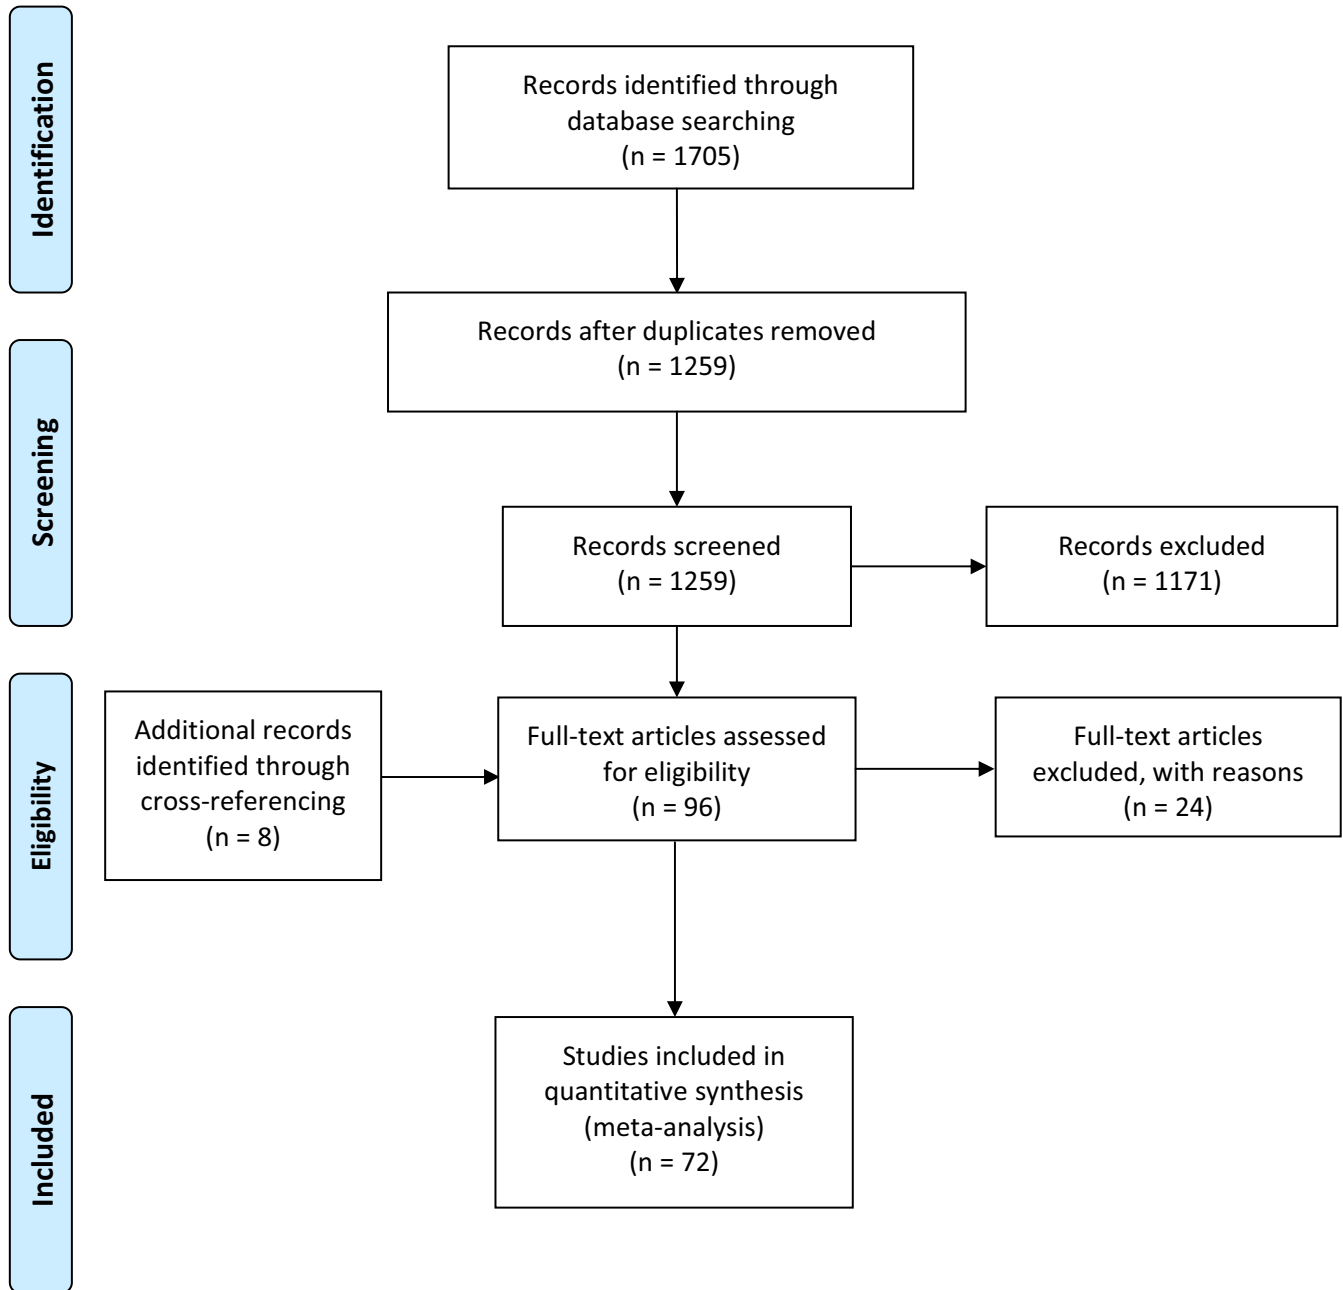 Identification
Records identified through
database searching
(n = 1705)
Records after duplicates removed
(n = 1259)
Screening
Records screened
(n = 1259)
Records excluded
(n = 1171)
Eligibility
Additional records
identified through
cross-referencing
(n = 8)
Full-text articles assessed
for eligibility
(n = 96)
Full-text articles
excluded, with reasons
(n = 24)
Included
Studies included in
quantitative synthesis
(meta-analysis)
(n = 72)